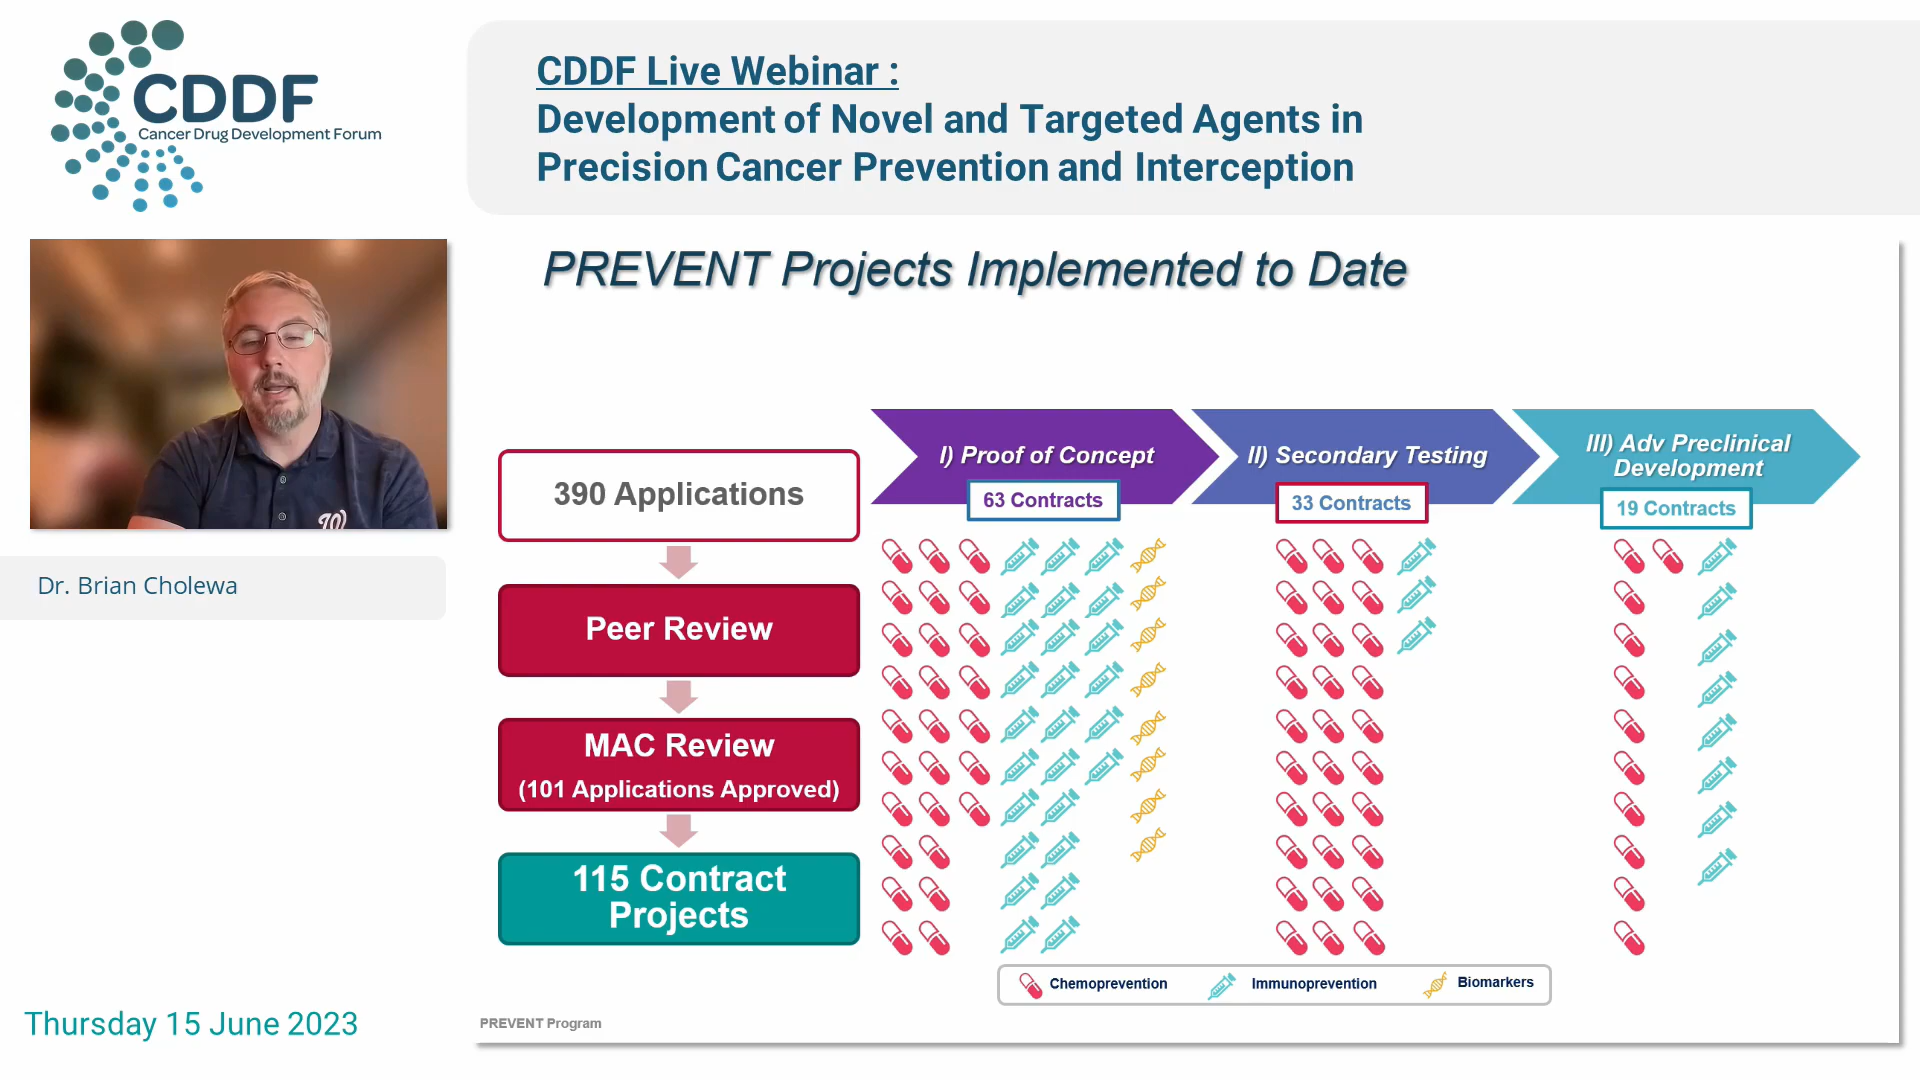 CDDF
Cancer Drug Development Forum
CDDF Live Webinar :
Development of Novel and Targeted Agents in
Precision Cancer Prevention and Interception
Dr. Brian Cholewa
Thursday 15 June 2023
PREVENT Projects Implemented to Date
390 Applications
Peer Review
MAC Review
(101 Applications Approved)
115 Contract
Projects
I) Proof of Concept
63 Contracts
II) Secondary Testing
33 Contracts
III) Adv Preclinical
Development
19 Contracts
Chemoprevention
Immunoprevention
Biomarkers
PREVENT Program
W